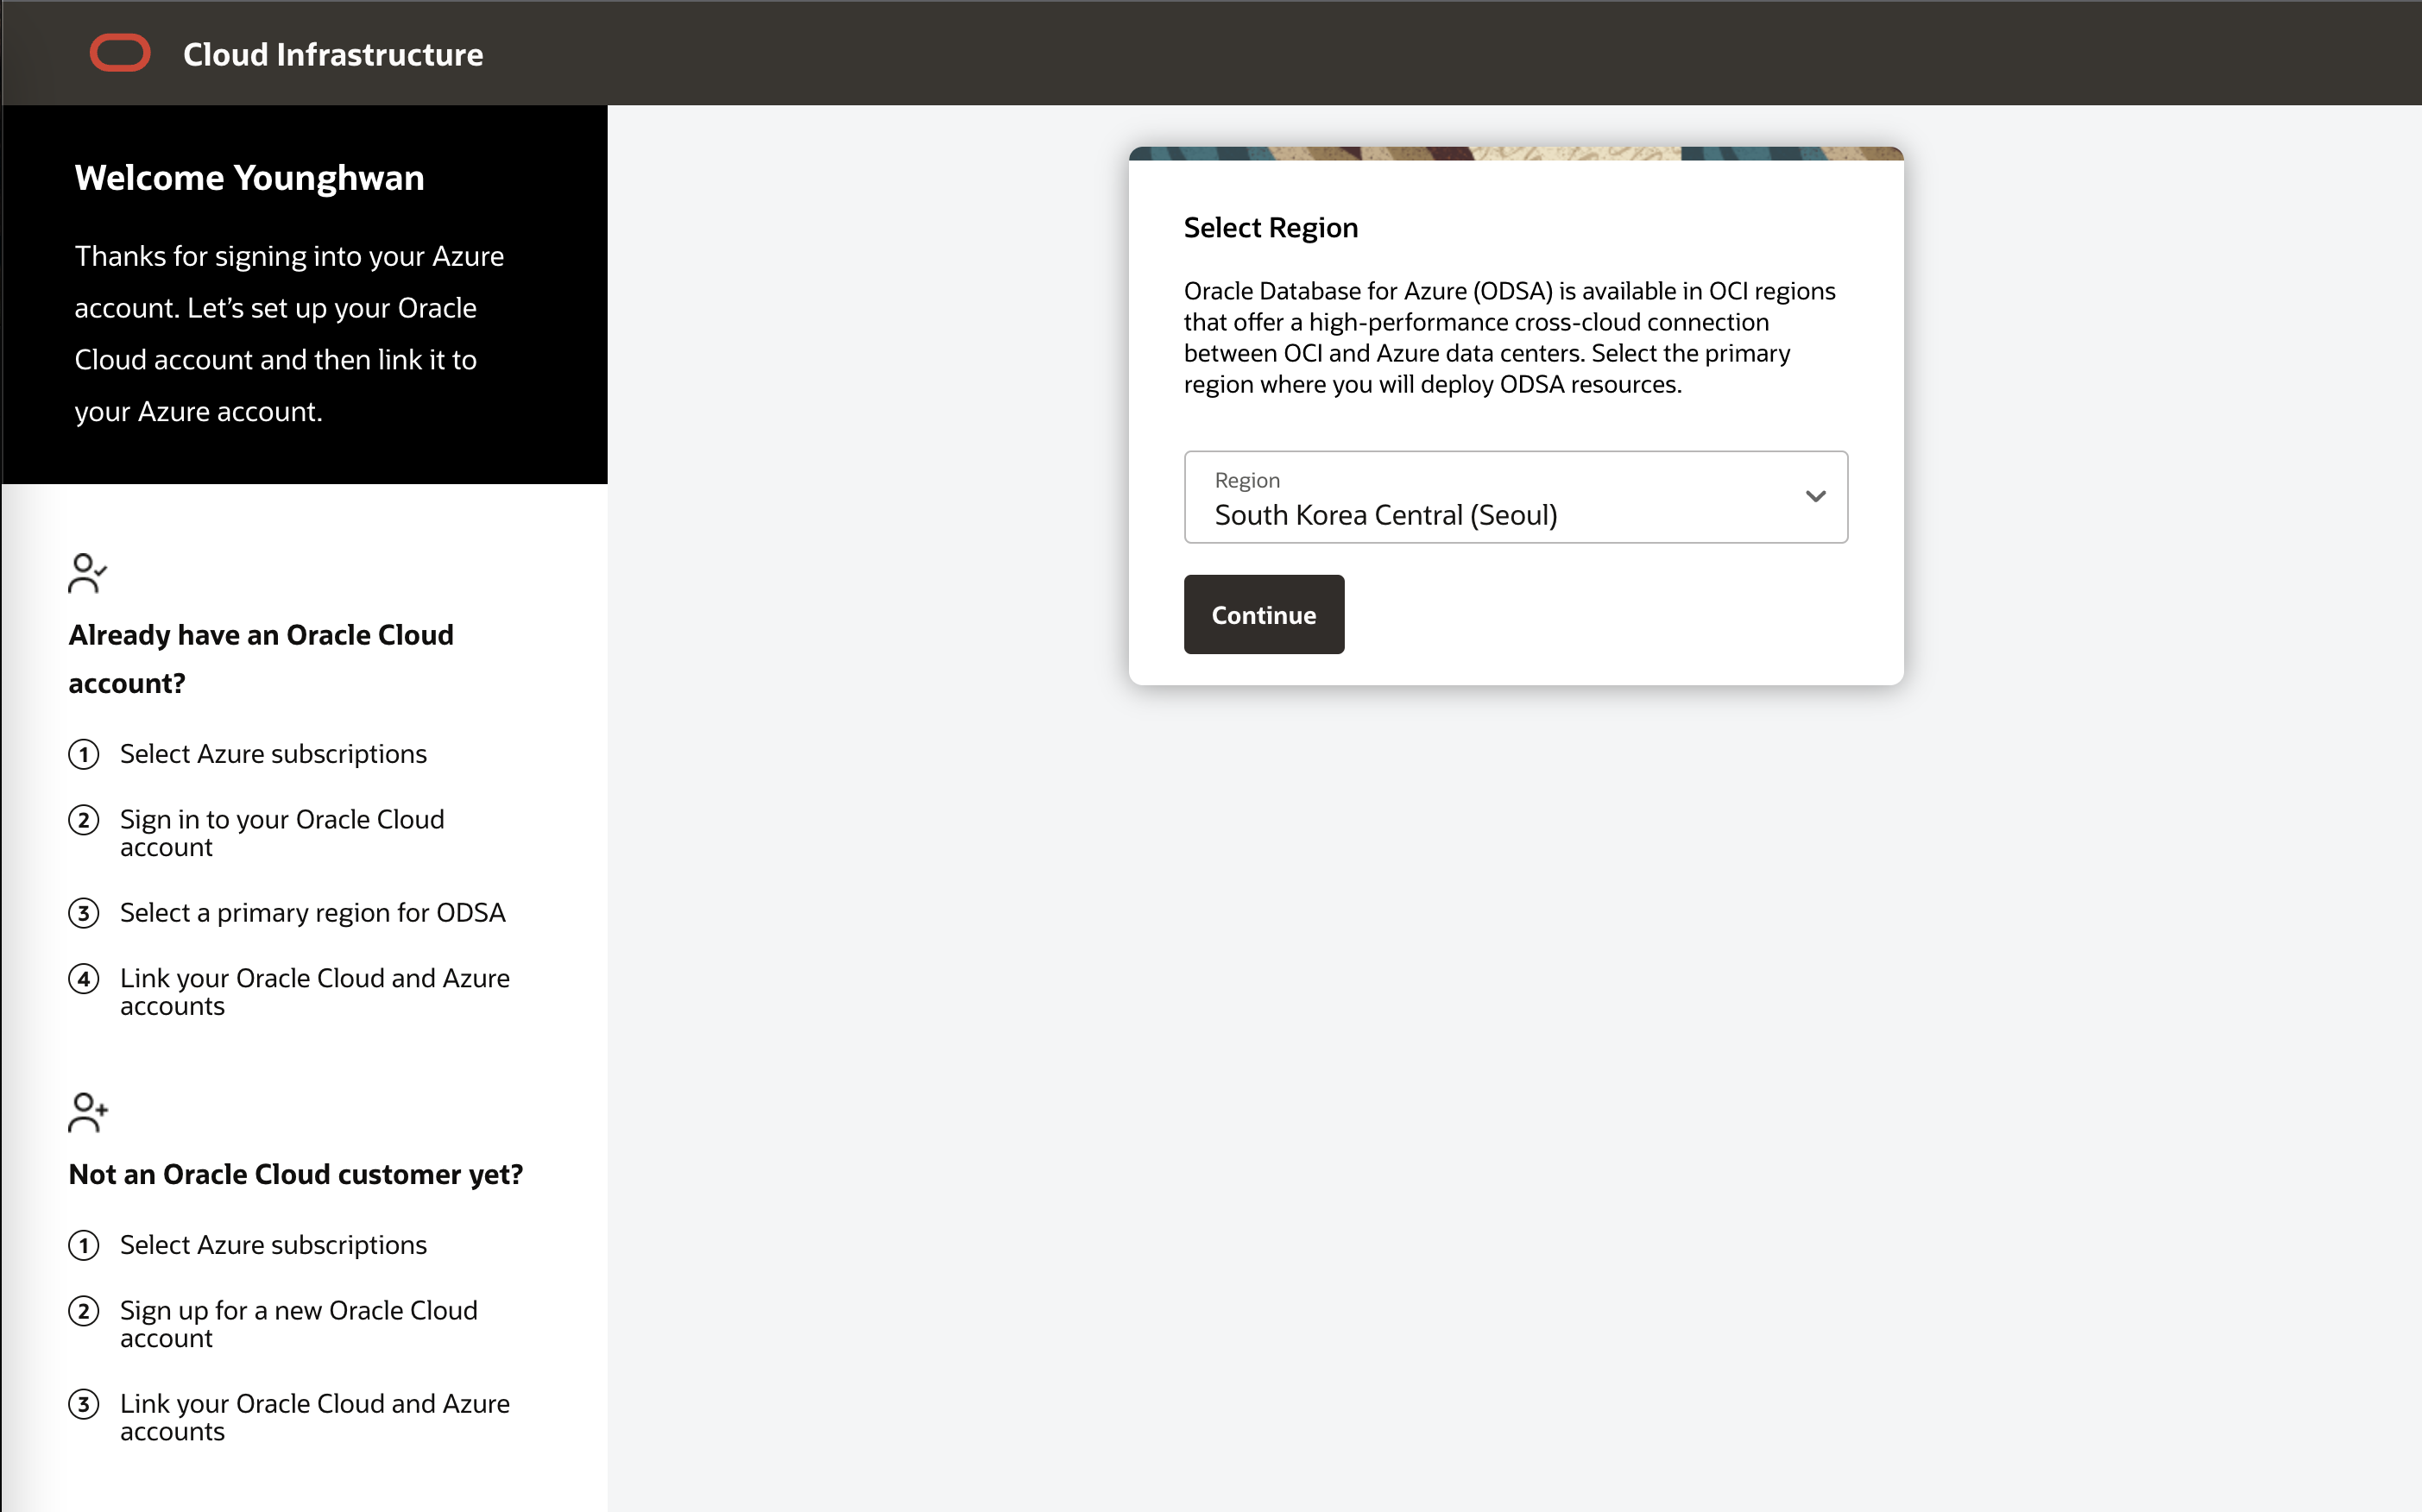 Cloud Infrastructure
Welcome Younghwan
Thanks for signing into your Azure
account. Let’s set up your Oracle
Cloud account and then link it to
your Azure account.
Already have an Oracle Cloud
account?
1 Select Azure subscriptions
2 Sign in to your Oracle Cloud
account
3 Select a primary region for ODSA
4 Link your Oracle Cloud and Azure
accounts
Not an Oracle Cloud customer yet?
1 Select Azure subscriptions
2 Sign up for a new Oracle Cloud
account
3 Link your Oracle Cloud and Azure
accounts
Select Region
Oracle Database for Azure (ODSA) is available in OCI regions
that offer a high-performance cross-cloud connection
between OCI and Azure data centers. Select the primary
region where you will deploy ODSA resources.
Region
South Korea Central (Seoul)
Continue